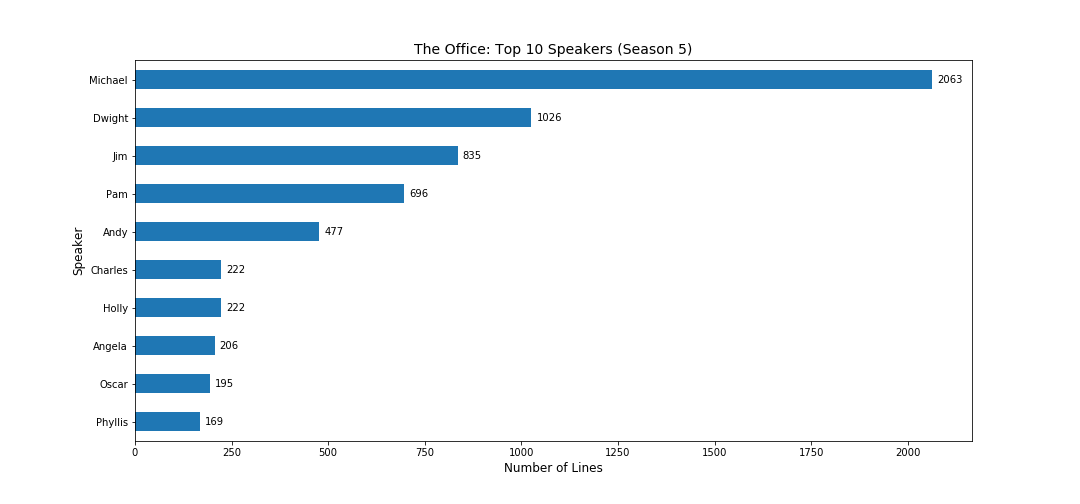 The Office: Top 10 Speakers (Season 5)
Speaker
Michael 2063
Dwight 1026
Jim 835
Pam 696
Andy 477
Charles 222
Holly 222
Angela 206
Oscar 195
Phyllis 169
0 250 500 750 1000 1250 1500 1750 2000
Number of Lines